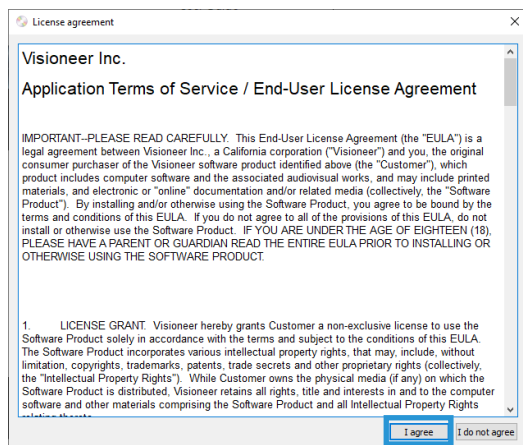 License agreement
Visioneer Inc.
Application Terms of Service / End-User License Agreement
IMPORTANT--PLEASE READ CAREFULLY. This End-User License Agreement (the "EULA") is a
legal agreement between Visioneer Inc., a California corporation ("Visioneer") and you, the original
consumer purchaser of the Visioneer software product identified above (the "Customer"), which
product includes computer software and the associated audiovisual works, and may include printed
materials, and electronic or "online" documentation and/or related media (collectively, the "Software
Product"). By installing and/or otherwise using the Software Product, you agree to be bound by the
terms and conditions of this EULA. If you do not agree to all of the provisions of this EULA, do not
install or otherwise use the Software Product. IF YOU ARE UNDER THE AGE OF EIGHTEEN (18),
PLEASE HAVE A PARENT OR GUARDIAN READ THE ENTIRE EULA PRIOR TO INSTALLING OR
OTHERWISE USING THE SOFTWARE PRODUCT.
1. LICENSE GRANT. Visioneer hereby grants Customer a non-exclusive license to use the
Software Product solely in accordance with the terms and subject to the conditions of this EULA.
The Software Product incorporates various intellectual property rights, that may, include, without
limitation, copyrights, trademarks, patents, trade secrets and other proprietary rights (collectively,
the "Intellectual Property Rights"). While Customer owns the physical media (if any) on which the
Software Product is distributed, Visioneer retains all rights, title and interests in and to the computer
software and other materials comprising the Software Product and all Intellectual Property Rights
I agree
I do not agree